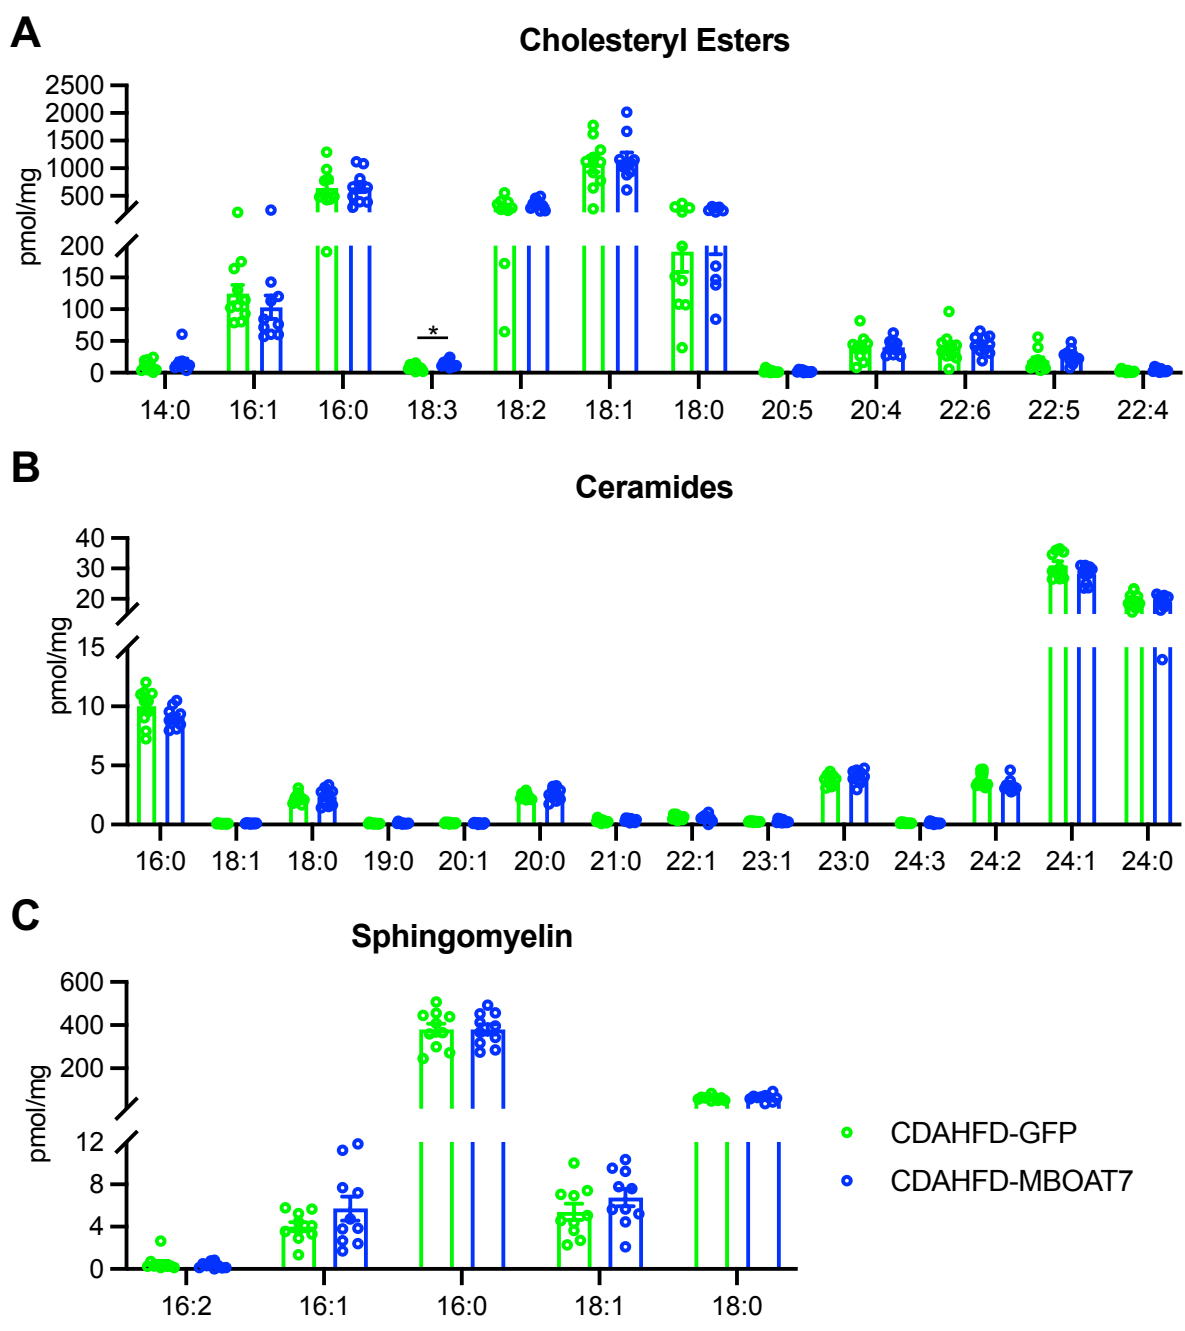 A
Cholesteryl Esters
pmol/mg
2500
2000
1500
1000
500
200
150
100
50
0
*
14:0 16:1 16:0 18:3 18:2 18:1 18:0 20:5 20:4 22:6 22:5 22:4
B
Ceramides
pmol/mg
40
30
20
15
10
5
0
16:0 18:1 18:0 19:0 20:1 20:0 21:0 22:1 23:1 23:0 24:3 24:2 24:1 24:0
C
Sphingomyelin
pmol/mg
600
400
200
12
8
4
0
16:2 16:1 16:0 18:1 18:0
CDAHFD-GFP
CDAHFD-MBOAT7